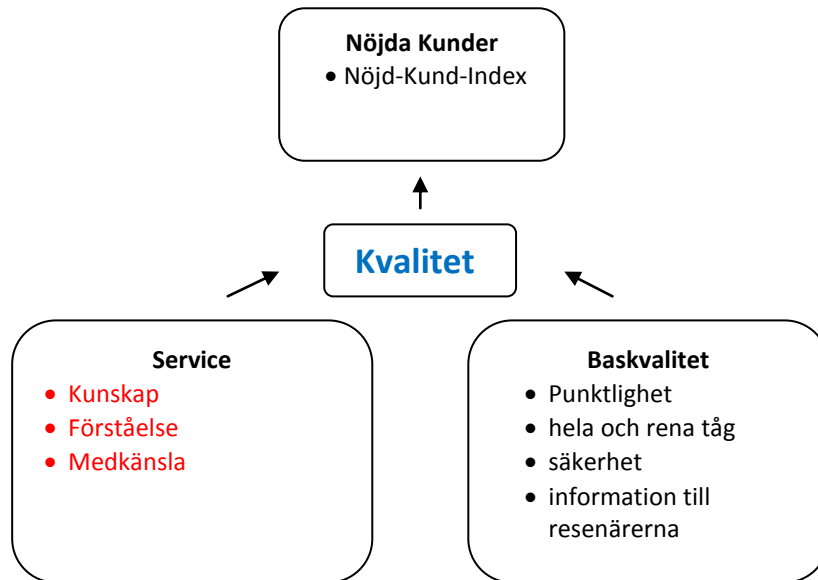 Nöjda Kunder
• Nöjd-Kund-Index
Kvalitet
Service
• Kunskap
• Förståelse
• Medkänsla
Baskvalitet
• Punktlighet
• hela och rena tåg
• säkerhet
• information till
resenärerna